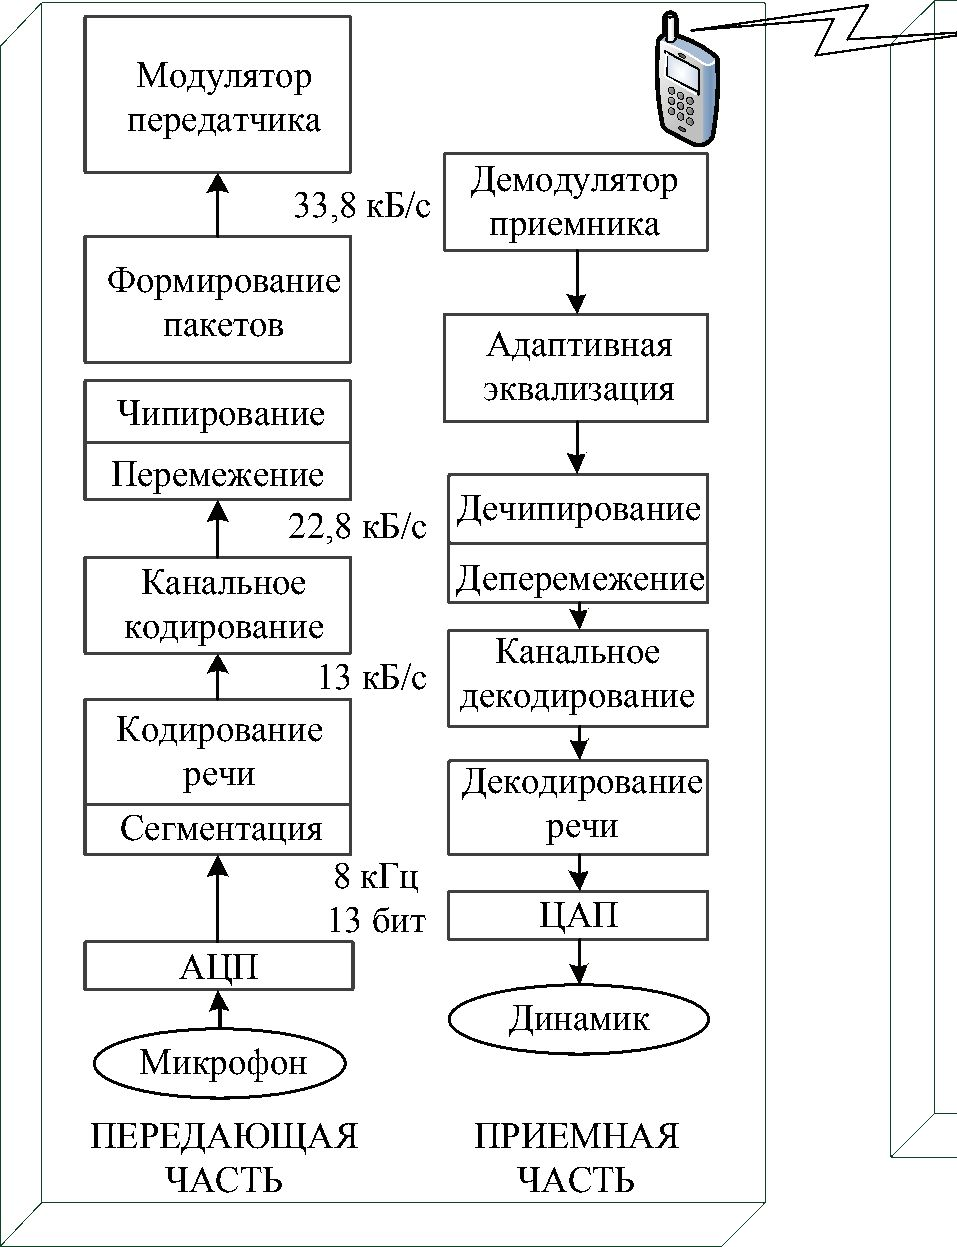 Модулятор
передатчика
33,8 кБ/с
Формирование
пакетов
Чипирование
Перемежение
22,8 кБ/с
Канальное
кодирование
13 кБ/с
Кодирование
речи
Сегментация
8 кГц
13 бит
АЦП
Микрофон
ПЕРЕДАЮЩАЯ
ЧАСТЬ
Демодулятор
приемника
Адаптивная
эквализация
Дечипирование
Деперемежение
Канальное
декодирование
Декодирование
речи
ЦАП
Динамик
ПРИЕМНАЯ
ЧАСТЬ